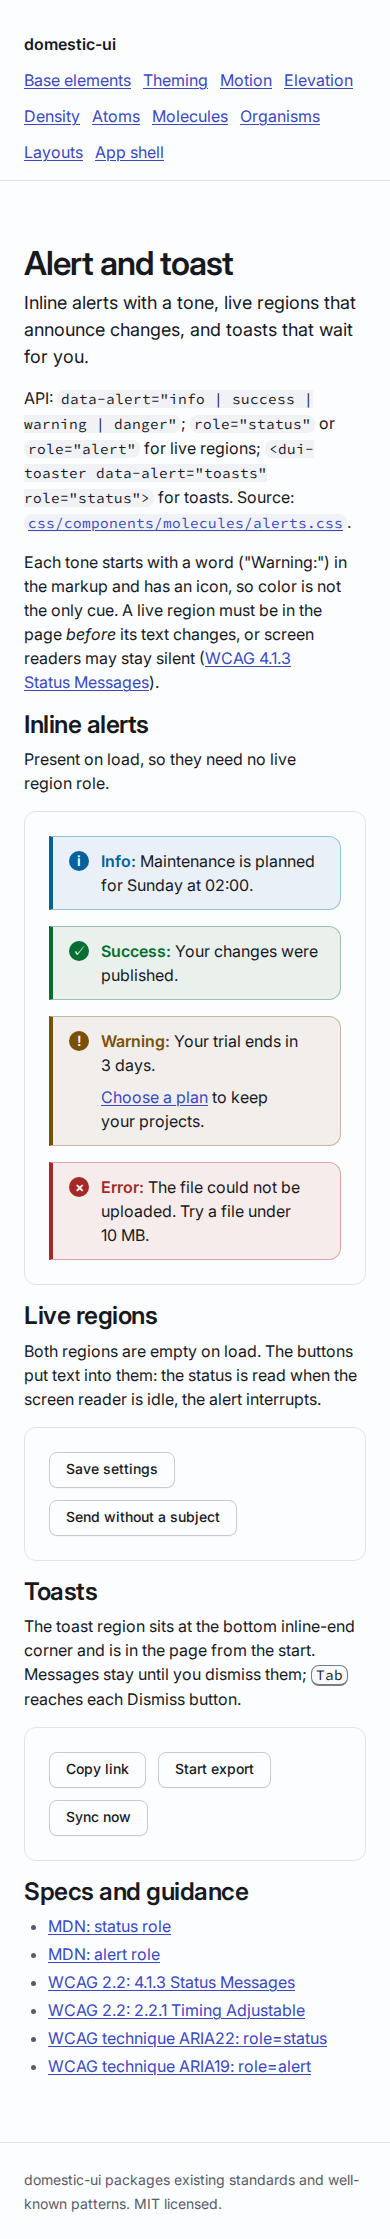 domestic-ui
Base elements Theming Motion Elevation
Density Atoms Molecules Organisms
Layouts App shell
Alert and toast
Inline alerts with a tone, live regions that
announce changes, and toasts that wait
for you.
API: data-alert="info | success |
warning | danger"; role="status" or
role="alert" for live regions; <dui-
toaster data-alert="toasts"
role="status"> for toasts. Source:
css/components/molecules/alerts.css.
Each tone starts with a word ("Warning:") in
the markup and has an icon, so color is not
the only cue. A live region must be in the
page before its text changes, or screen
readers may stay silent (WCAG 4.1.3
Status Messages).
Inline alerts
Present on load, so they need no live
region role.
Info: Maintenance is planned
for Sunday at 02:00.
Success: Your changes were
published.
Warning: Your trial ends in
3 days.
Choose a plan to keep
your projects.
Error: The file could not be
uploaded. Try a file under
10 MB.
Live regions
Both regions are empty on load. The buttons
put text into them: the status is read when the
screen reader is idle, the alert interrupts.
Save settings
Send without a subject
Toasts
The toast region sits at the bottom inline-end
corner and is in the page from the start.
Messages stay until you dismiss them; Tab
reaches each Dismiss button.
Copy link Start export
Sync now
Specs and guidance
• MDN: status role
• MDN: alert role
• WCAG 2.2: 4.1.3 Status Messages
• WCAG 2.2: 2.2.1 Timing Adjustable
• WCAG technique ARIA22: role=status
• WCAG technique ARIA19: role=alert
domestic-ui packages existing standards and well-
known patterns. MIT licensed.